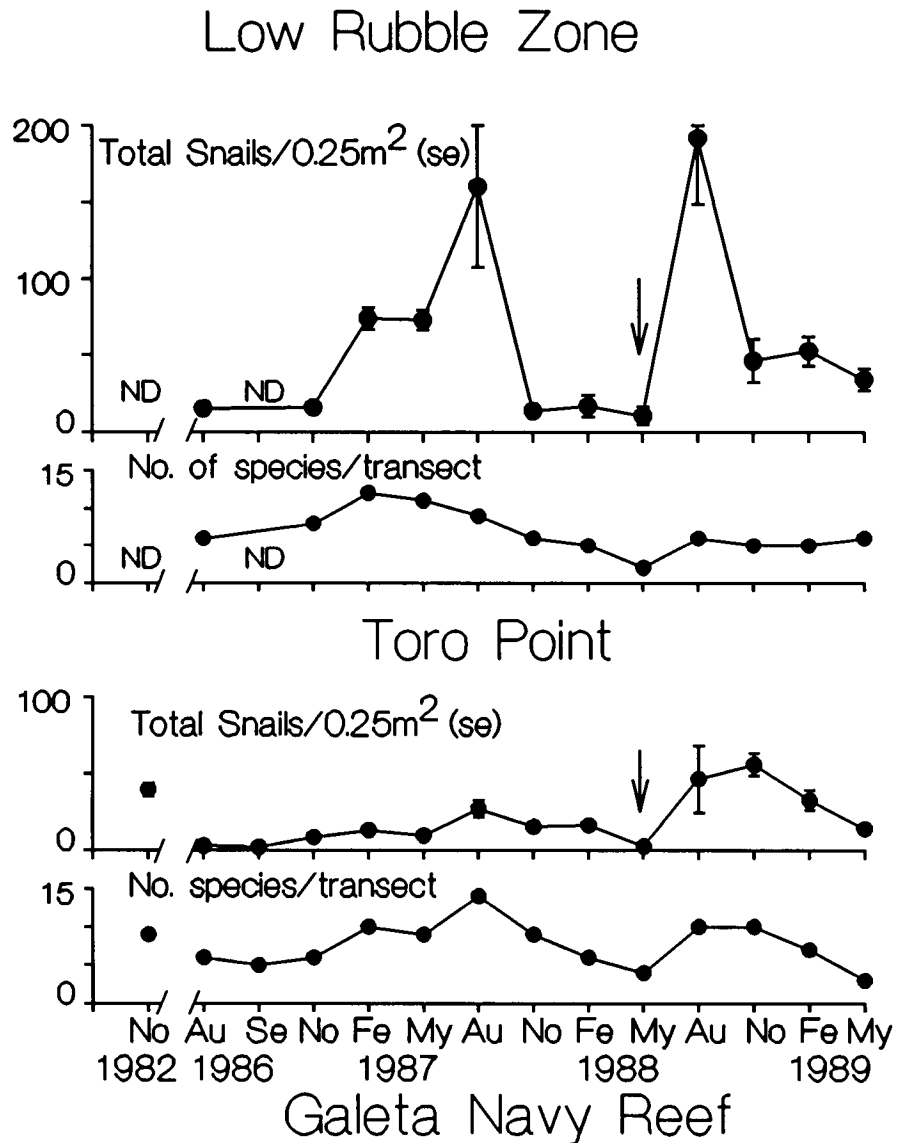 Low Rubble Zone
200
Total Snails/0.25m² (se)
100
ND ND
0
No. of species/transect
15
ND ND
0
Toro Point
100
Total Snails/0.25m² (se)
0
No. species/transect
15
0
No Au Se No Fe My Au No Fe My Au No Fe My
1982 1986 1987 1988 1989
Galeta Navy Reef